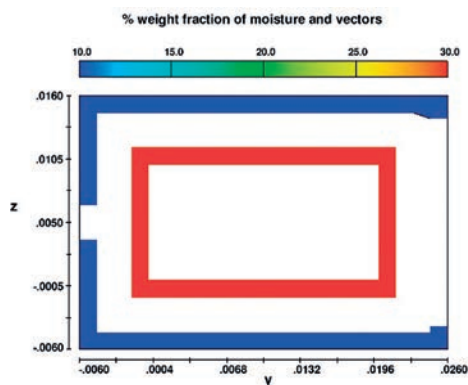 % weight fraction of moisture and vectors
10.0 15.0 20.0 25.0 30.0
.0160
.0105
z
.0050
-.0005
-.0060
-.0060 .0004 .0068 .0132 .0196 .0260
y